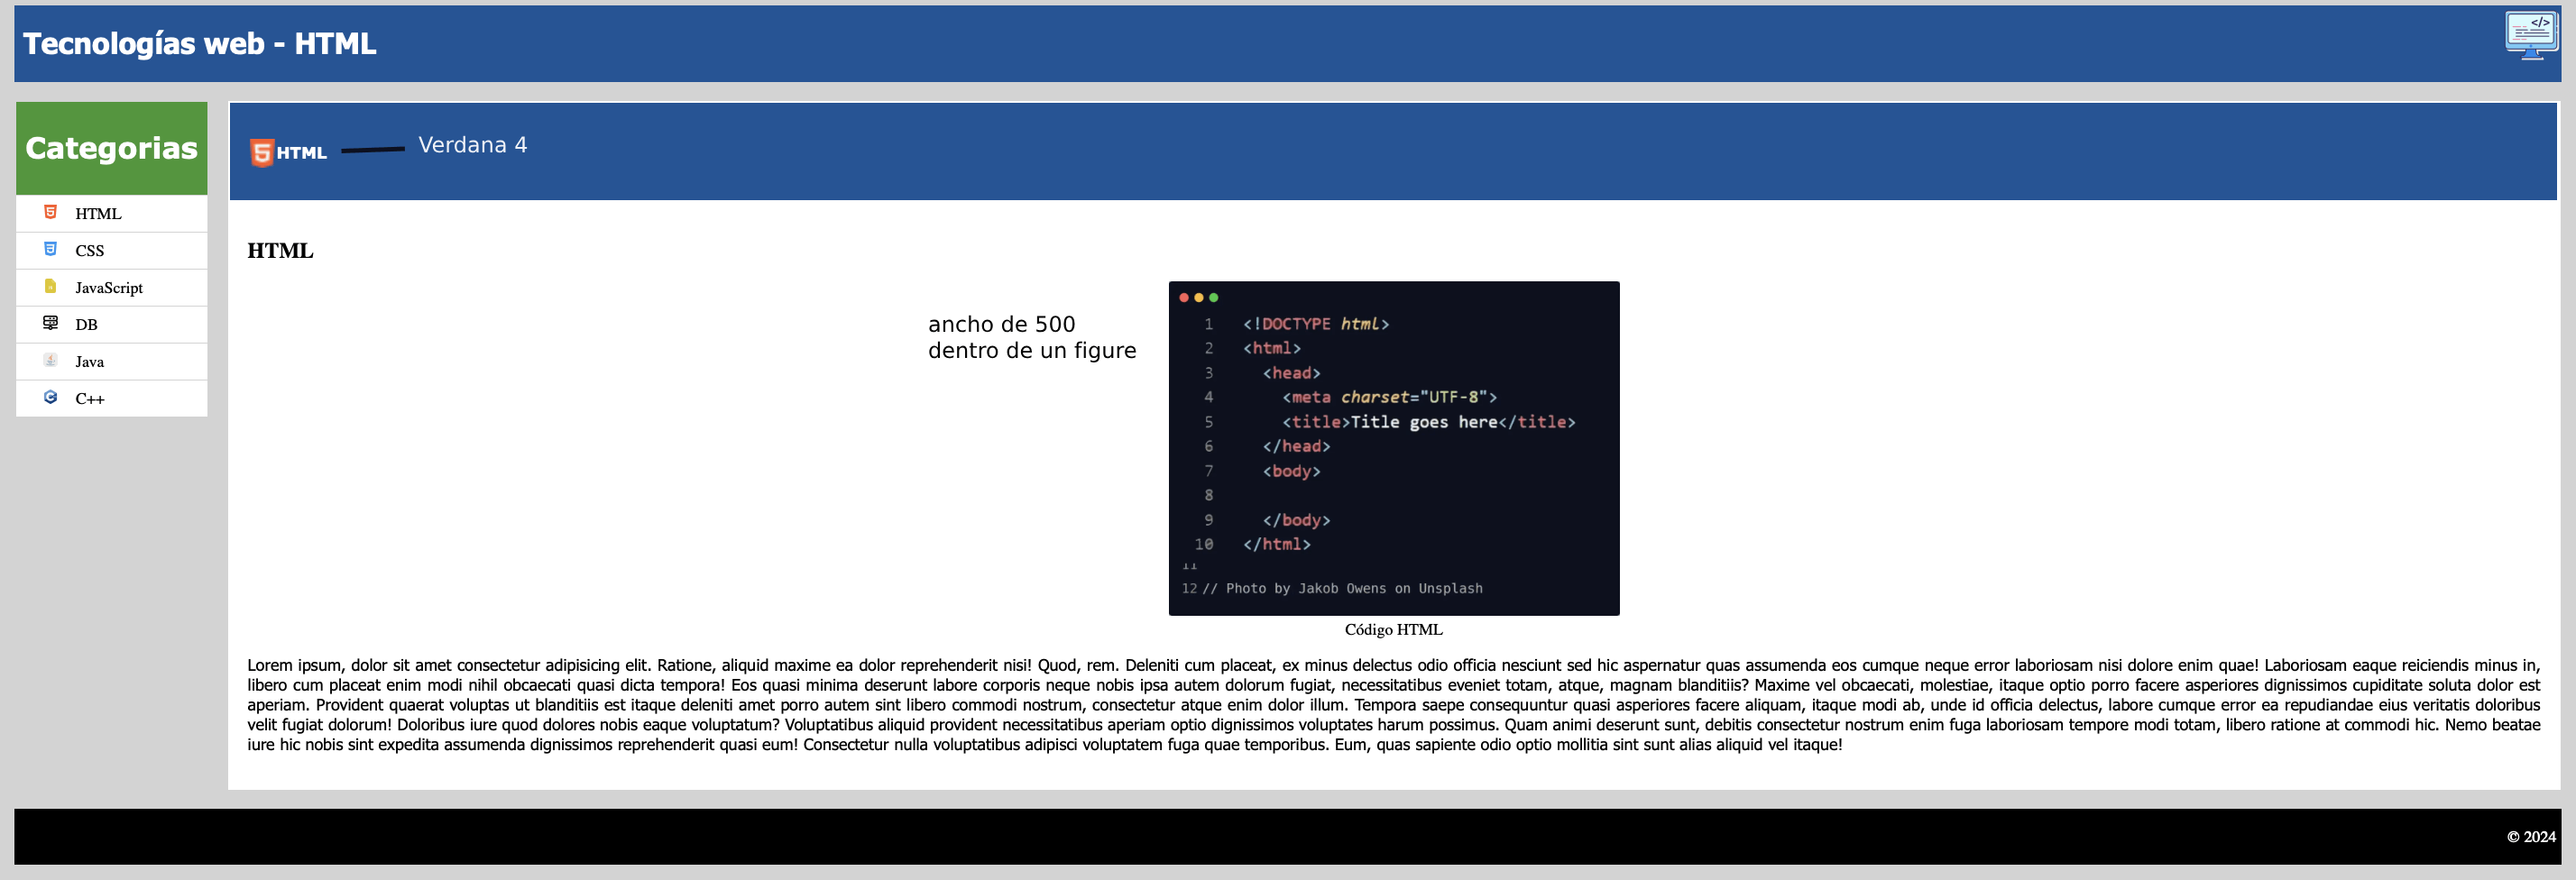 Tecnologías web - HTML
</>
Categorias
HTML
CSS
JavaScript
DB
Java
C++
HTML
Verdana 4
HTML
ancho de 500
dentro de un figure
1 <!DOCTYPE html>
2 <html>
3 <head>
4 <meta charset="UTF-8">
5 <title>Title goes here</title>
6 </head>
7 <body>
8
9 </body>
10 </html>
11
12 // Photo by Jakob Owens on Unsplash
Código HTML
Lorem ipsum, dolor sit amet consectetur adipisicing elit. Ratione, aliquid maxime ea dolor reprehenderit nisi! Quod, rem. Deleniti cum placeat, ex minus delectus odio officia nesciunt sed hic aspernatur quas assumenda eos cumque neque error laboriosam nisi dolore enim quae! Laboriosam eaque reiciendis minus in,
libero cum placeat enim modi nihil obcaecati quasi dicta tempora! Eos quasi minima deserunt labore corporis neque nobis ipsa autem dolorum fugiat, necessitatibus eveniet totam, atque, magnam blanditiis? Maxime vel obcaecati, molestiae, itaque optio porro facere asperiores dignissimos cupiditate soluta dolor est
aperiam. Provident quaerat voluptas ut blanditiis est itaque deleniti amet porro autem sint libero commodi nostrum, consectetur atque enim dolor illum. Tempora saepe consequuntur quasi asperiores facere aliquam, itaque modi ab, unde id officia delectus, labore cumque error ea repudiandae eius veritatis doloribus
velit fugiat dolorum! Doloribus iure quod dolores nobis eaque voluptatum? Voluptatibus aliquid provident necessitatibus aperiam optio dignissimos voluptates harum possimus. Quam animi deserunt sunt, debitis consectetur nostrum enim fuga laboriosam tempore modi totam, libero ratione at commodi hic. Nemo beatae
iure hic nobis sint expedita assumenda dignissimos reprehenderit quasi eum! Consectetur nulla voluptatibus adipisci voluptatem fuga quae temporibus. Eum, quas sapiente odio optio mollitia sint sunt alias aliquid vel itaque!
© 2024